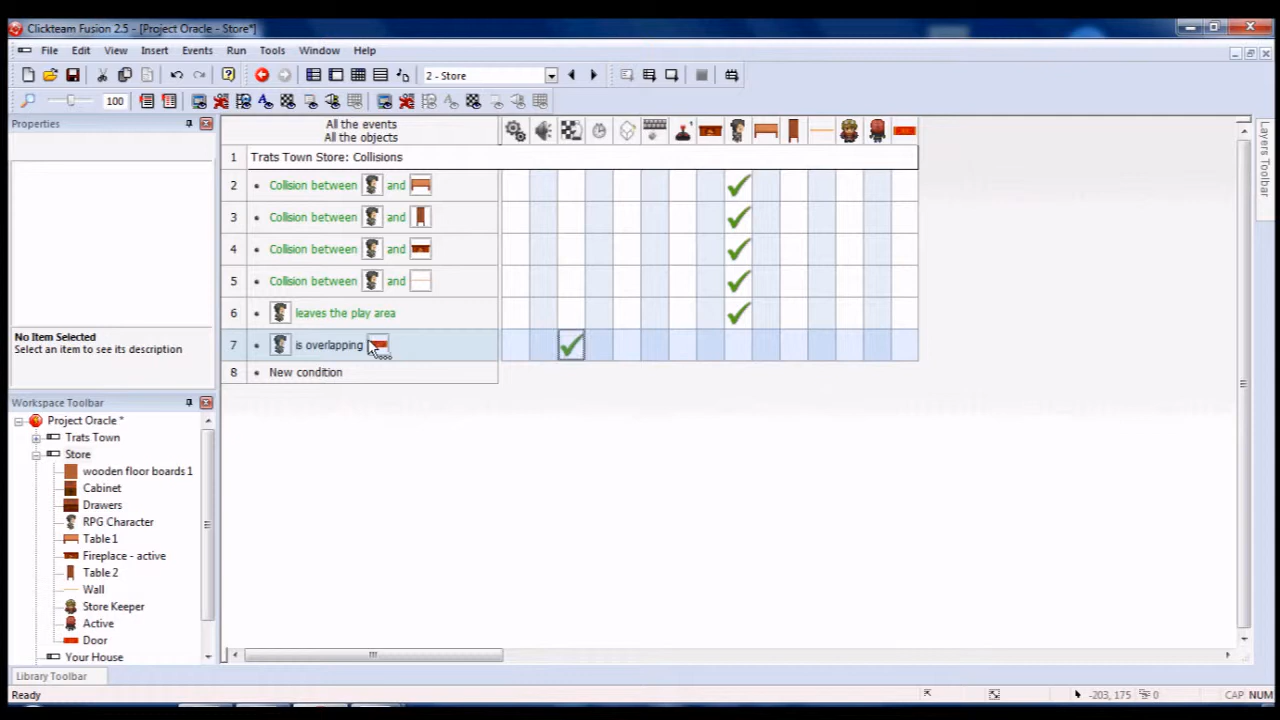 Clickteam Fusion 2.5 - [Project Oracle - Store*]
File Edit View Insert Events Run Tools Window Help
2 - Store
100
Properties
All the events
All the objects
1 Trats Town Store: Collisions
2 • Collision between and
3 • Collision between and
4 • Collision between and
5 • Collision between and
6 • leaves the play area
7 • is overlapping
8 • New condition
No Item Selected
Select an item to see its description
Workspace Toolbar
Project Oracle *
Trats Town
Store
wooden floor boards 1
Cabinet
Drawers
RPG Character
Table 1
Fireplace - active
Table 2
Wall
Store Keeper
Active
Door
Your House
Library Toolbar
Layers Toolbar
Ready
-203, 175 0 CAP NUM